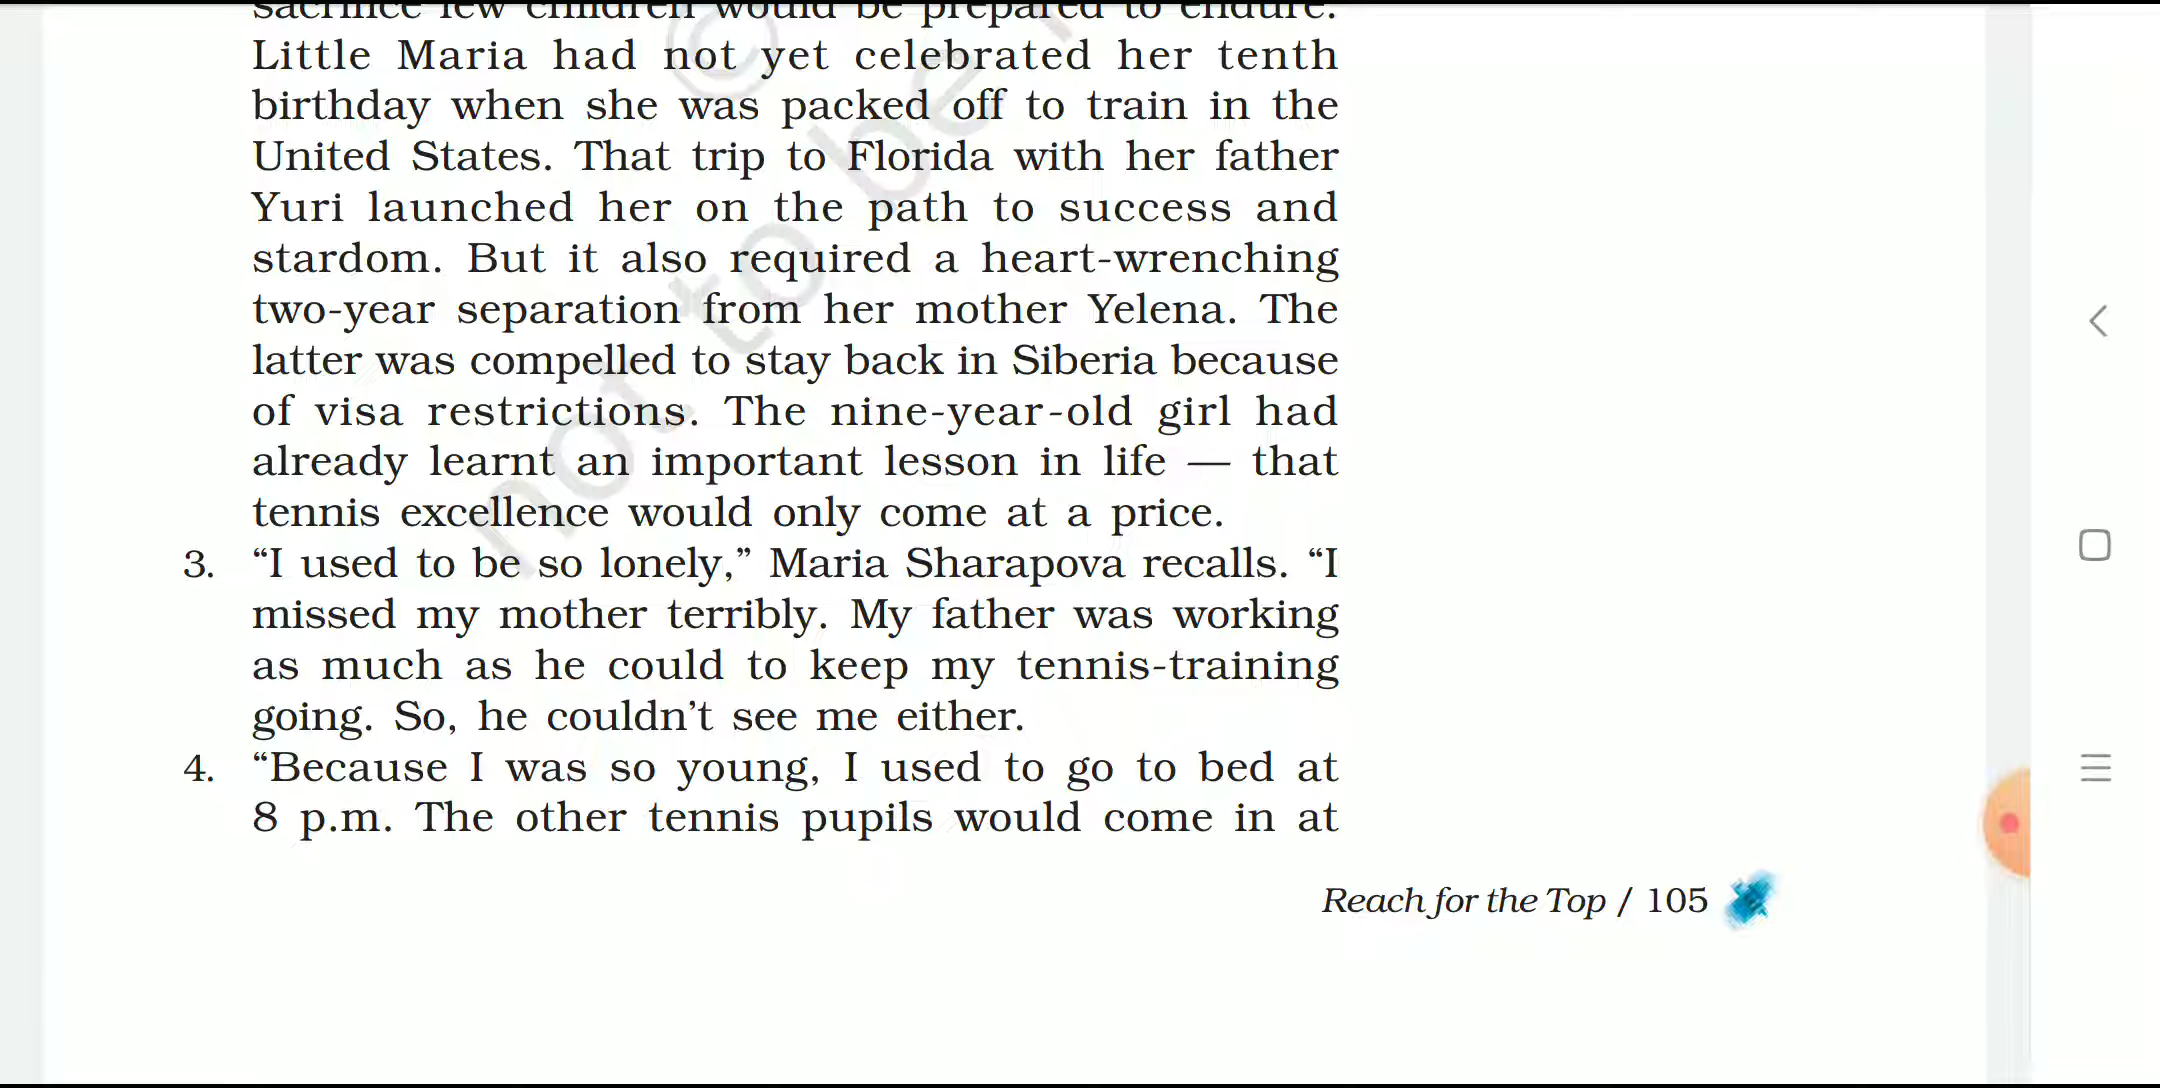 sacrifice few children would be prepared to endure.
Little Maria had not yet celebrated her tenth
birthday when she was packed off to train in the
United States. That trip to Florida with her father
Yuri launched her on the path to success and
stardom. But it also required a heart-wrenching
two-year separation from her mother Yelena. The
latter was compelled to stay back in Siberia because
of visa restrictions. The nine-year-old girl had
already learnt an important lesson in life — that
tennis excellence would only come at a price.
3. “I used to be so lonely,” Maria Sharapova recalls. “I
missed my mother terribly. My father was working
as much as he could to keep my tennis-training
going. So, he couldn’t see me either.
4. “Because I was so young, I used to go to bed at
8 p.m. The other tennis pupils would come in at
Reach for the Top / 105
©
not to be r